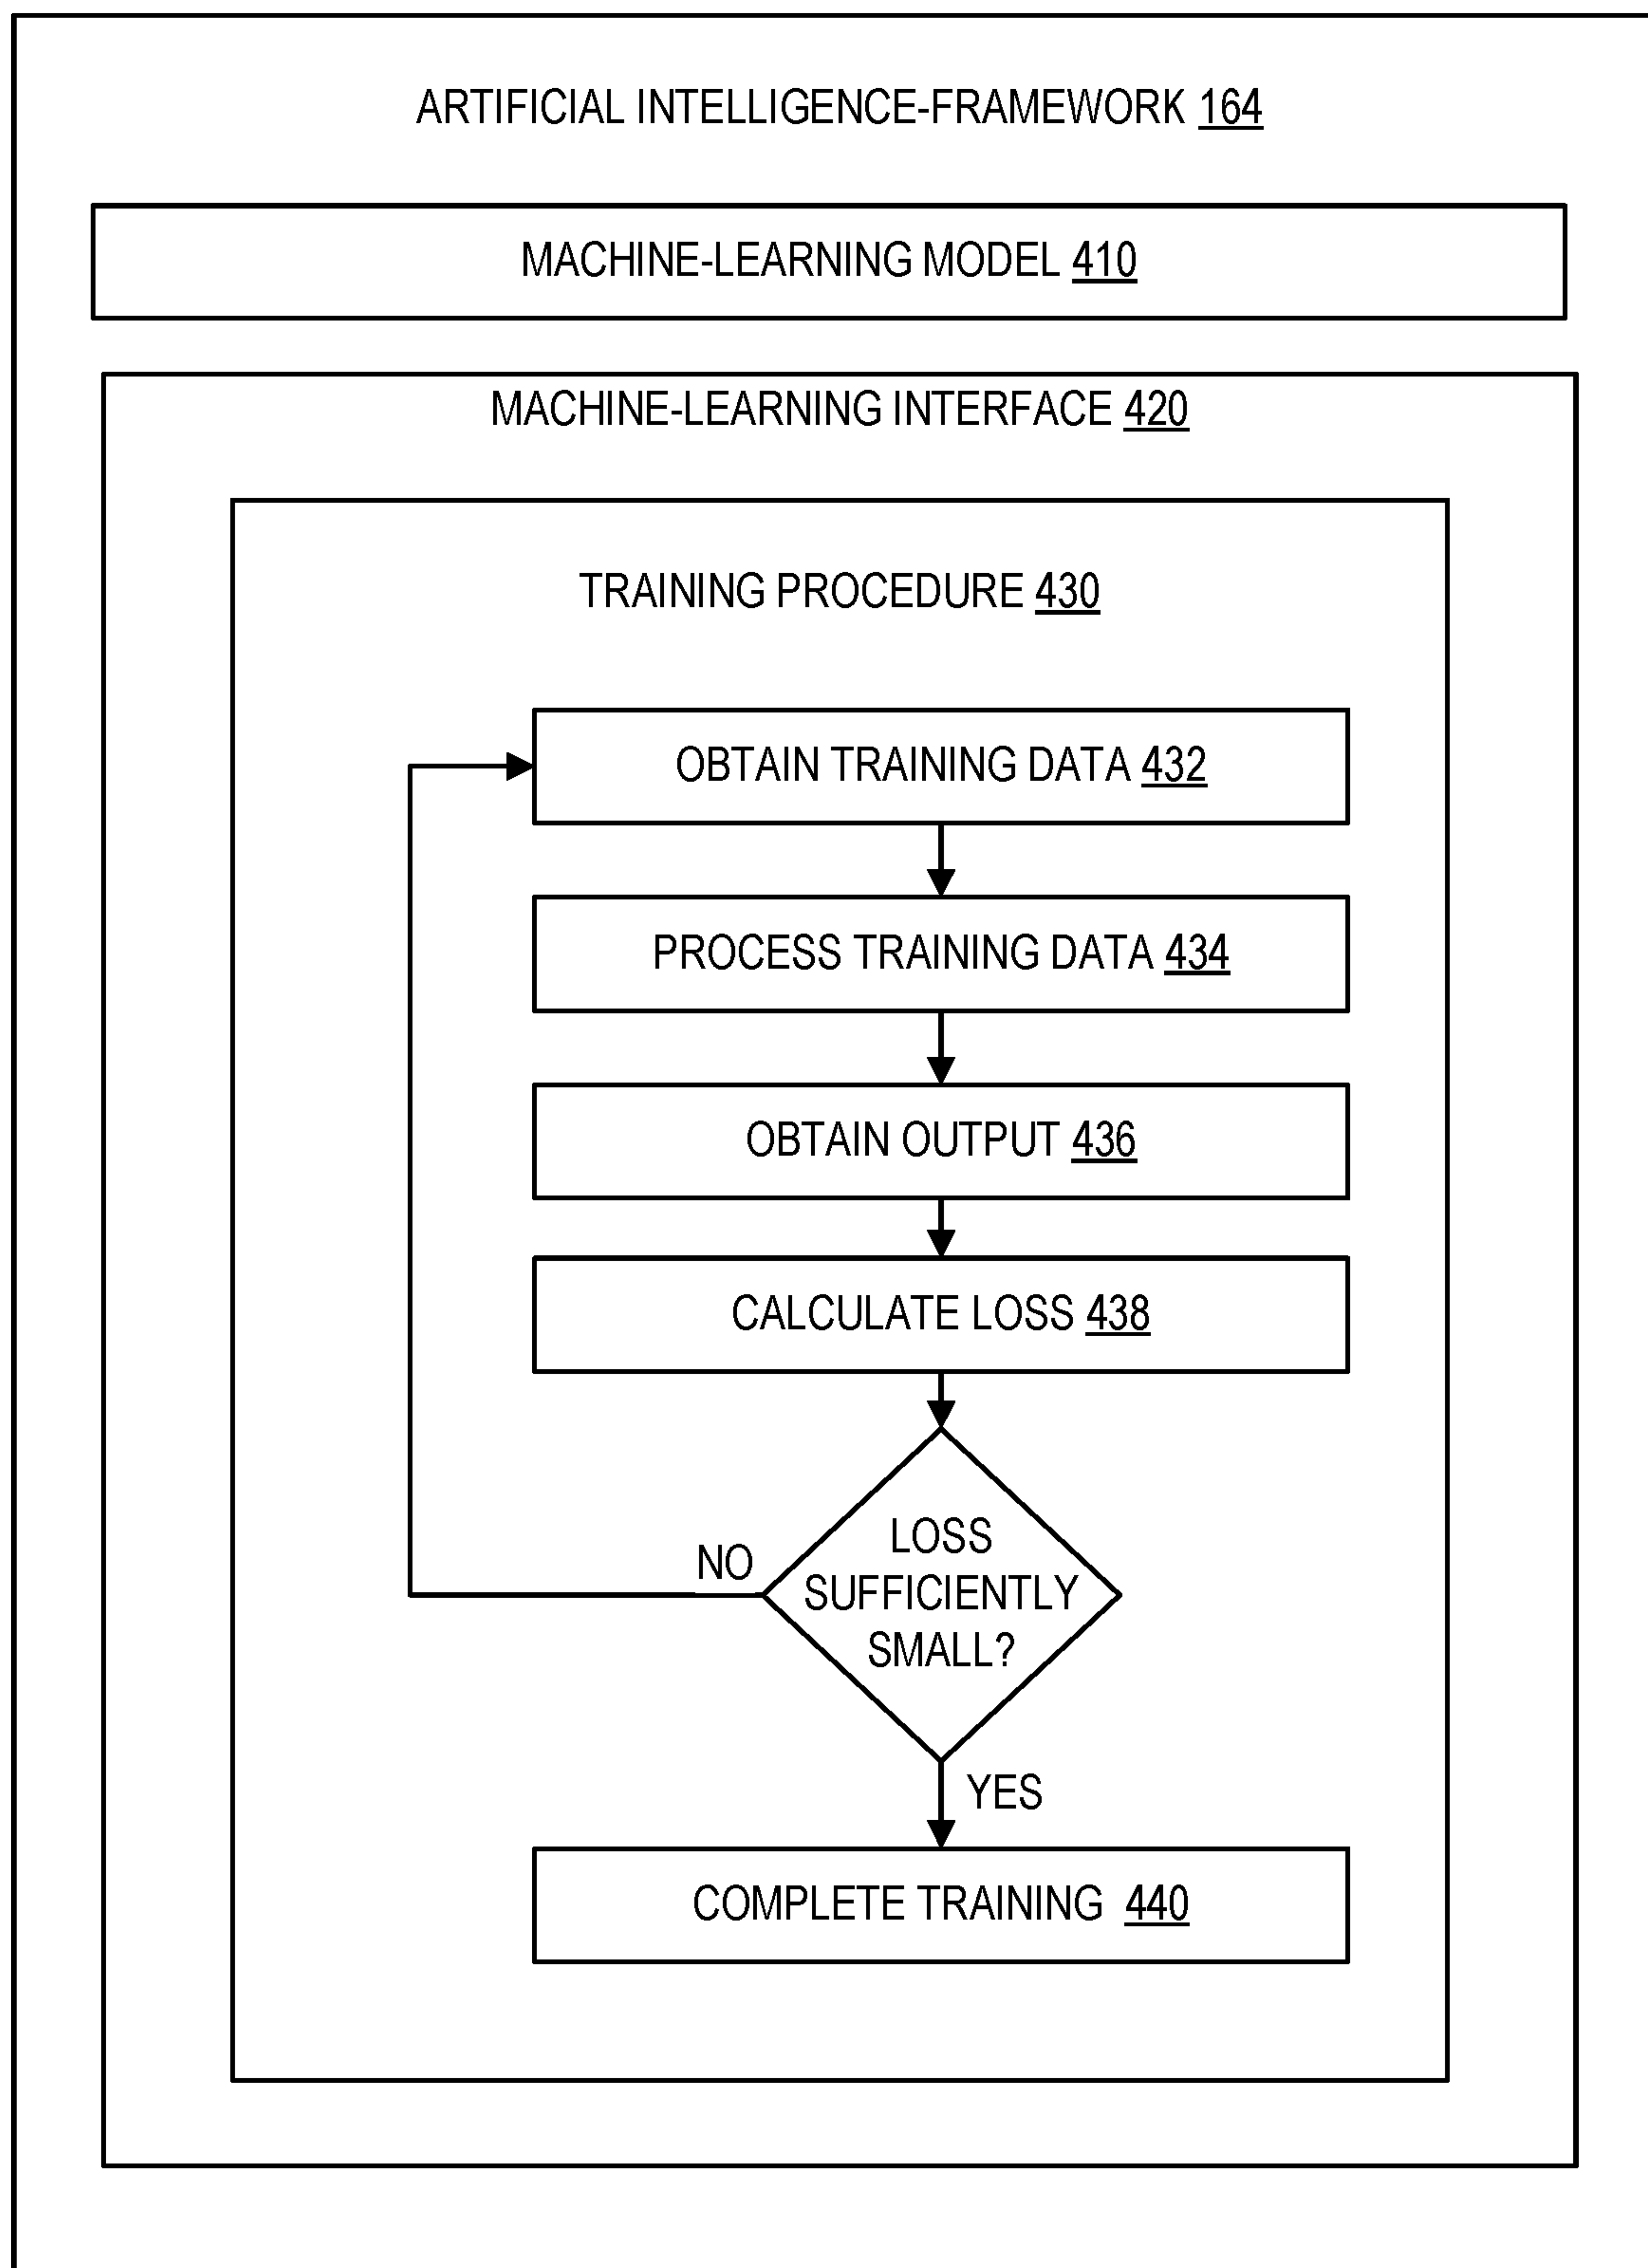 ARTIFICIAL INTELLIGENCE-FRAMEWORK 164
MACHINE-LEARNING MODEL 410
MACHINE-LEARNING INTERFACE 420
TRAINING PROCEDURE 430
OBTAIN TRAINING DATA 432
PROCESS TRAINING DATA 434
OBTAIN OUTPUT 436
CALCULATE LOSS 438
LOSS
SUFFICIENTLY
SMALL?
NO
YES
COMPLETE TRAINING 440